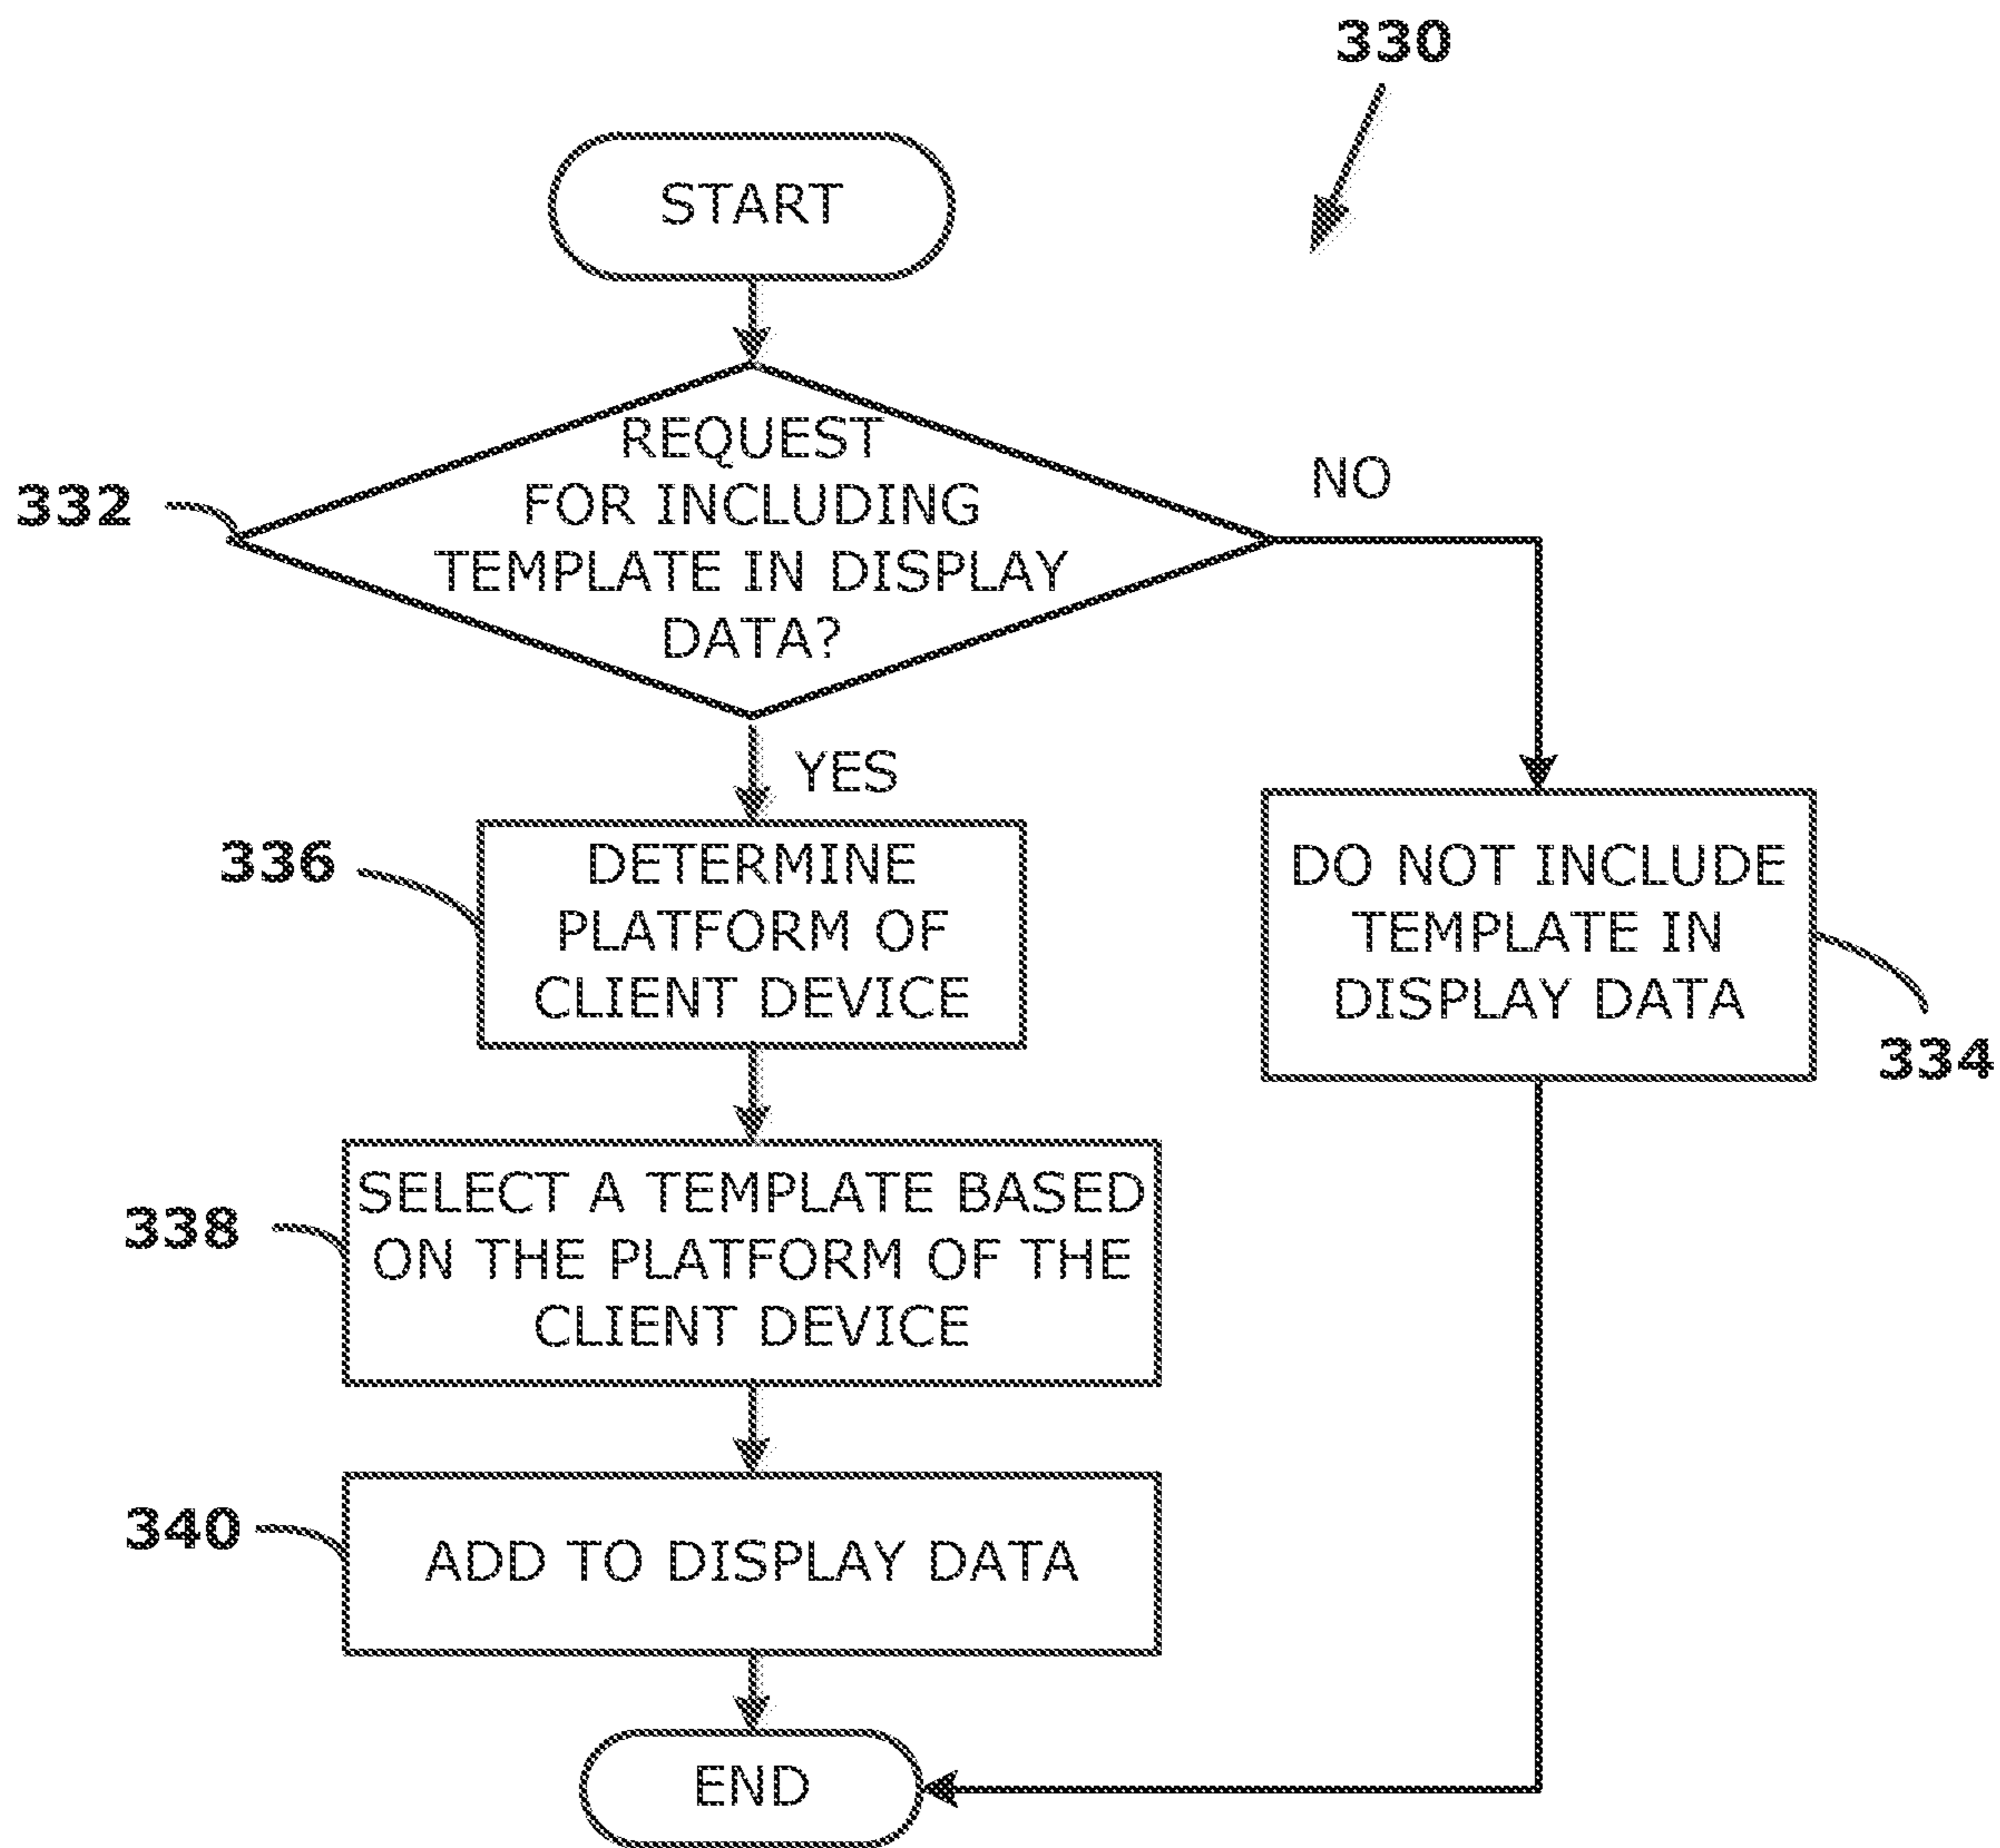 330
START
REQUEST
FOR INCLUDING
TEMPLATE IN DISPLAY
DATA?
332
NO
YES
336
DETERMINE
PLATFORM OF
CLIENT DEVICE
DO NOT INCLUDE
TEMPLATE IN
DISPLAY DATA
334
338
SELECT A TEMPLATE BASED
ON THE PLATFORM OF THE
CLIENT DEVICE
340
ADD TO DISPLAY DATA
END